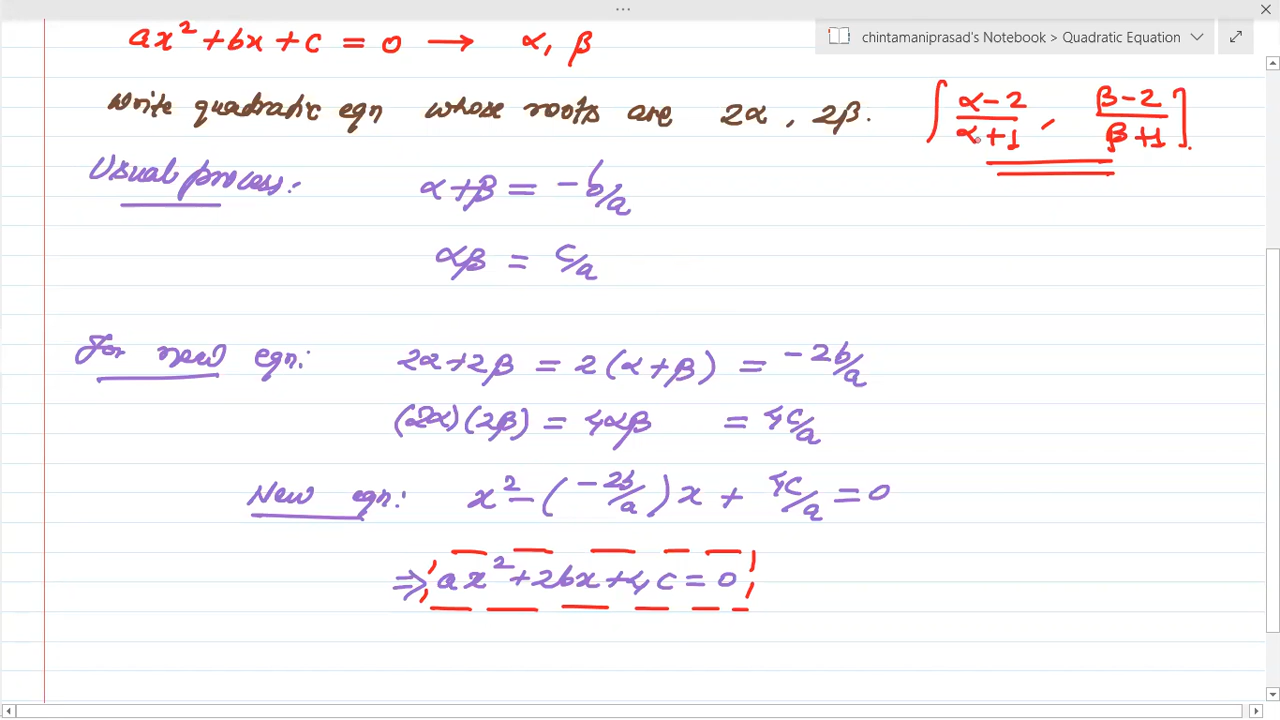 ...
chintamaniprasad's Notebook > Quadratic Equation
ax² + bx + c = 0 → α, β
Write quadratic eqn whose roots are 2α, 2β. [α-2/α+1, β-2/β+1].
Usual process: α+β = -b/a
αβ = c/a
For new eqn: 2α+2β = 2(α+β) = -2b/a
(2α)(2β) = 4αβ = 4c/a
New eqn: x² - (-2b/a)x + 4c/a = 0
⇒ ax² + 2bx + 4c = 0